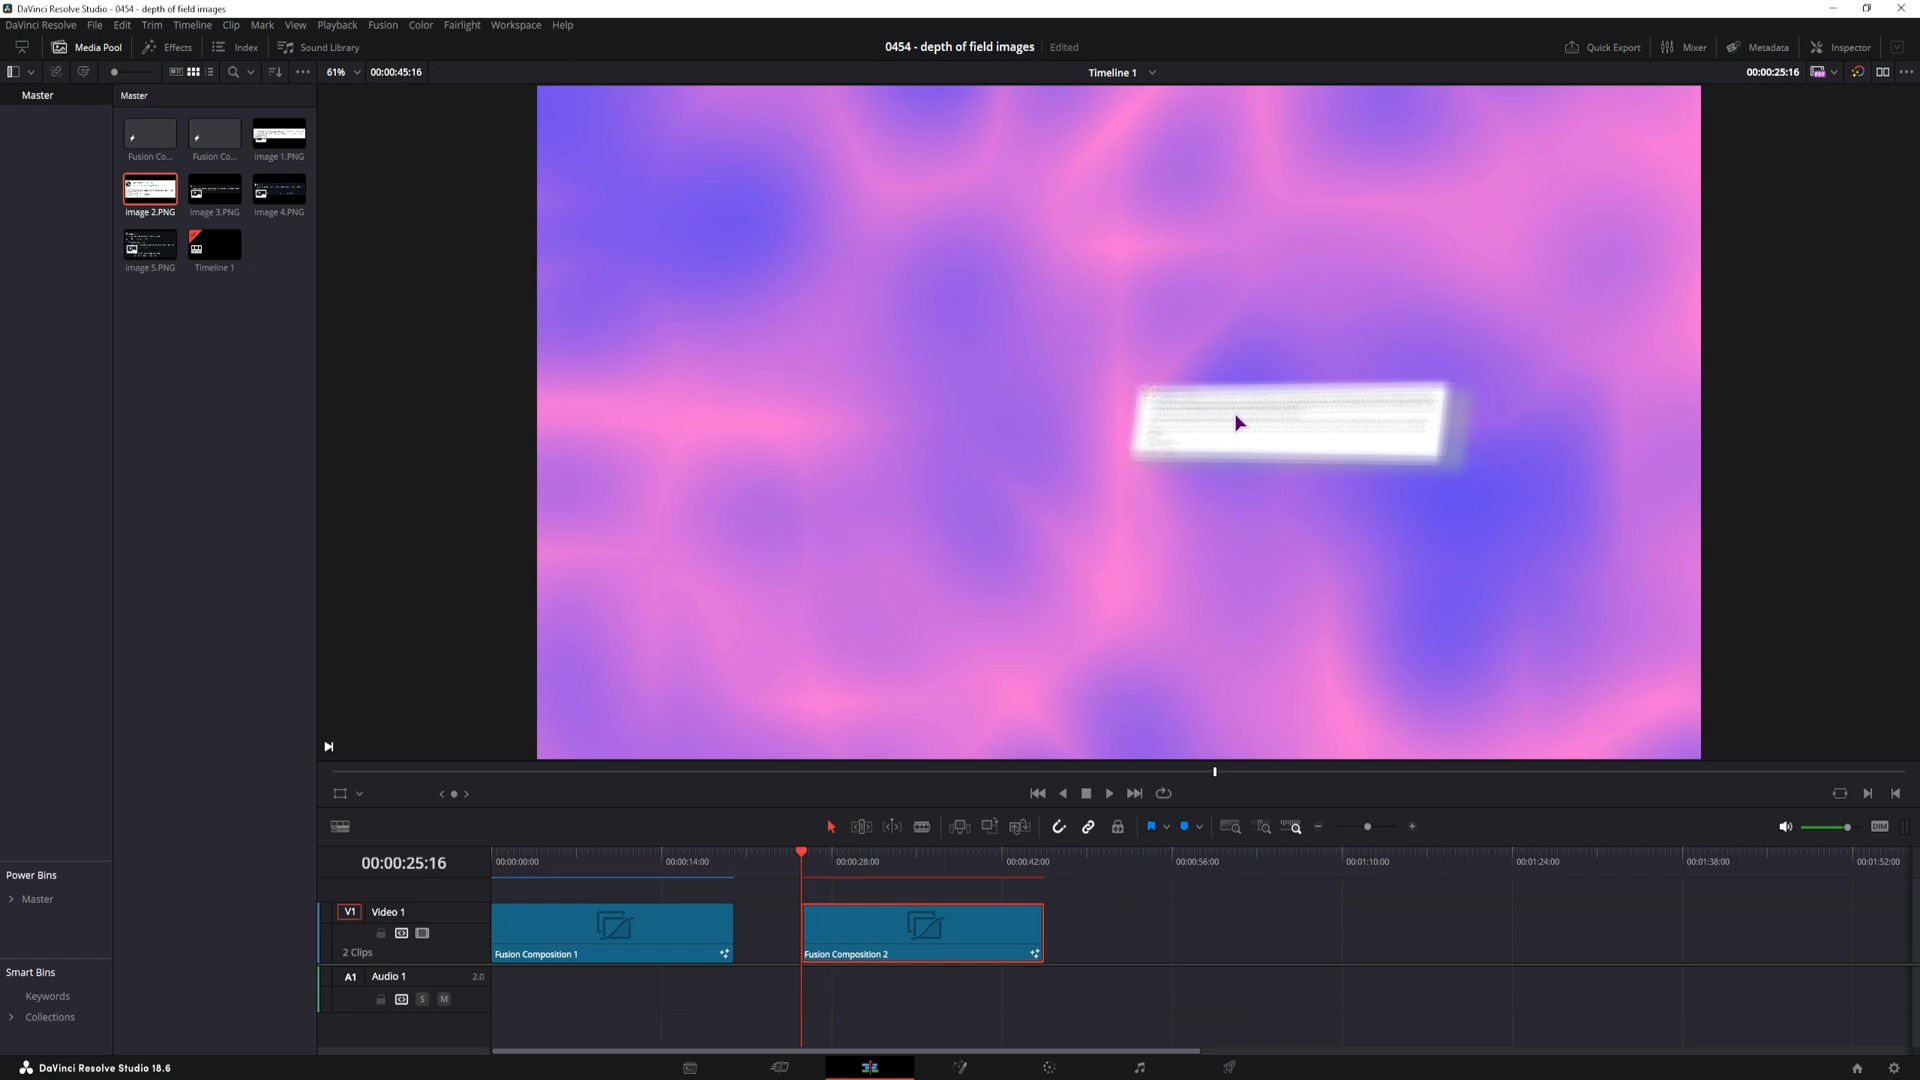 DaVinci Resolve Studio - 0454 - depth of field images
DaVinci Resolve File Edit Trim Timeline Clip Mark View Playback Fusion Color Fairlight Workspace Help
Media Pool Effects Index Sound Library 0454 - depth of field images Edited Quick Export Mixer Metadata Inspector
61% 00:00:45:16 Timeline 1 00:00:25:16
Master Master
Fusion Co... Fusion Co... image 1.PNG
image 2.PNG image 3.PNG image 4.PNG
image 5.PNG Timeline 1
DIM
00:00:25:16 00:00:00:00 00:00:14:00 00:00:28:00 00:00:42:00 00:00:56:00 00:01:10:00 00:01:24:00 00:01:38:00 00:01:52:00
Power Bins
Master
V1 Video 1
2 Clips
Fusion Composition 1 Fusion Composition 2
Smart Bins
A1 Audio 1 2.0
Keywords
S M
Collections
DaVinci Resolve Studio 18.6